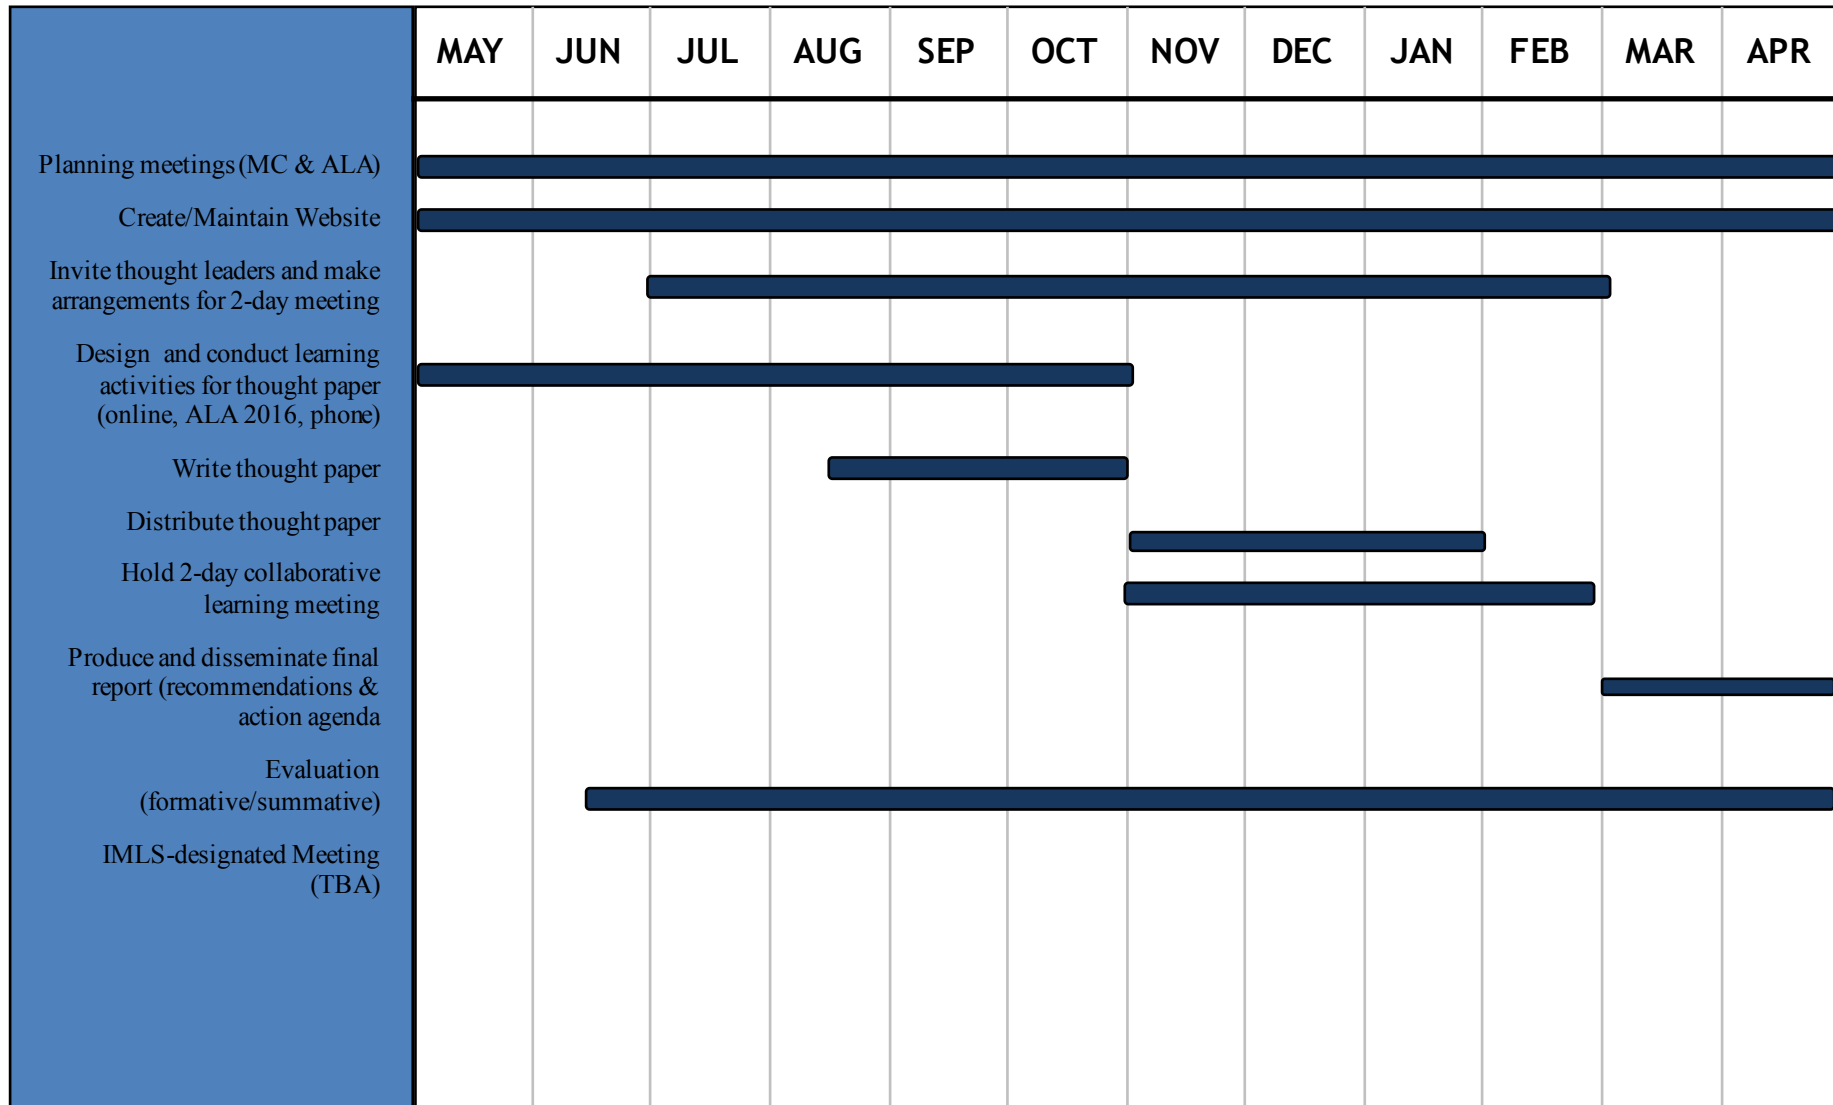 MAY JUN JUL AUG SEP OCT NOV DEC JAN FEB MAR APR
Planning meetings (MC & ALA)
Create/Maintain Website
Invite thought leaders and make
arrangements for 2-day meeting
Design and conduct learning
activities for thought paper
(online, ALA 2016, phone)
Write thought paper
Distribute thought paper
Hold 2-day collaborative
learning meeting
Produce and disseminate final
report (recommendations &
action agenda
Evaluation
(formative/summative)
IMLS-designated Meeting
(TBA)